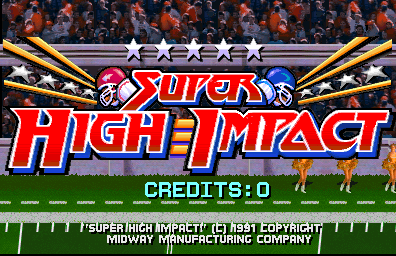 SUPER
HIGH IMPACT
CREDITS:0
"SUPER HIGH IMPACT!" (C) 1991 COPYRIGHT,
MIDWAY MANUFACTURING COMPANY